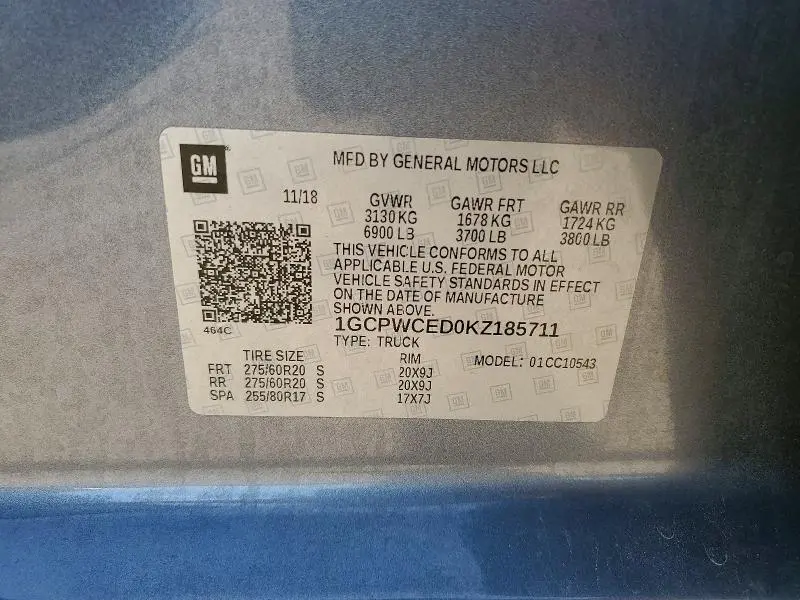 GM
MFD BY GENERAL MOTORS LLC
11/18 GVWR GAWR FRT GAWR RR
3130 KG 1678 KG 1724 KG
6900 LB 3700 LB 3800 LB
THIS VEHICLE CONFORMS TO ALL
APPLICABLE U.S. FEDERAL MOTOR
VEHICLE SAFETY STANDARDS IN EFFECT
ON THE DATE OF MANUFACTURE
SHOWN ABOVE.
464C 1GCPWCED0KZ185711
TYPE: TRUCK
TIRE SIZE RIM MODEL: 01CC10543
FRT 275/60R20 S 20X9J
RR 275/60R20 S 20X9J
SPA 255/80R17 S 17X7J